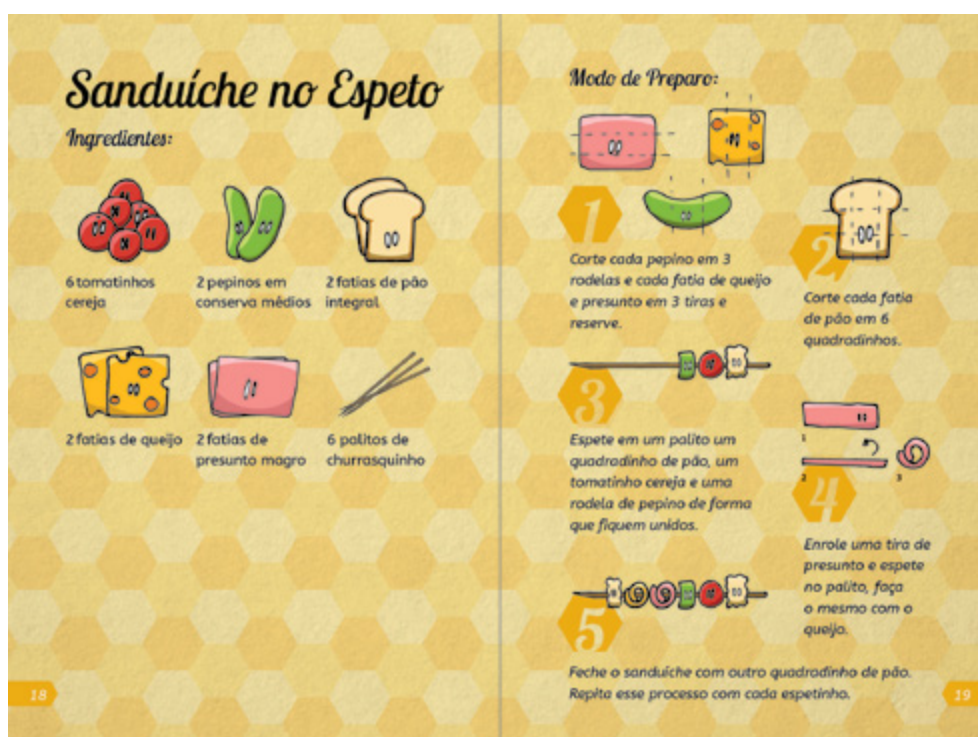 Sanduíche no Espeto
Ingredientes:
6 tomatinhos
cereja
2 pepinos em
conserva médios
2 fatias de pão
integral
2 fatias de queijo
2 fatias de
presunto magro
6 palitos de
churrasquinho
18
Modo de Preparo:
1
Corte cada pepino em 3
rodelas e cada fatia de queijo
e presunto em 3 tiras e
reserve.
2
Corte cada fatia
de pão em 6
quadradinhos.
3
Espete em um palito um
quadradinho de pão, um
tomatinho cereja e uma
rodela de pepino de forma
que fiquem unidos.
1
2
3
4
Enrole uma tira de
presunto e espete
no palito, faça
o mesmo com o
queijo.
5
Feche o sanduíche com outro quadradinho de pão.
Repita esse processo com cada espetinho.
19